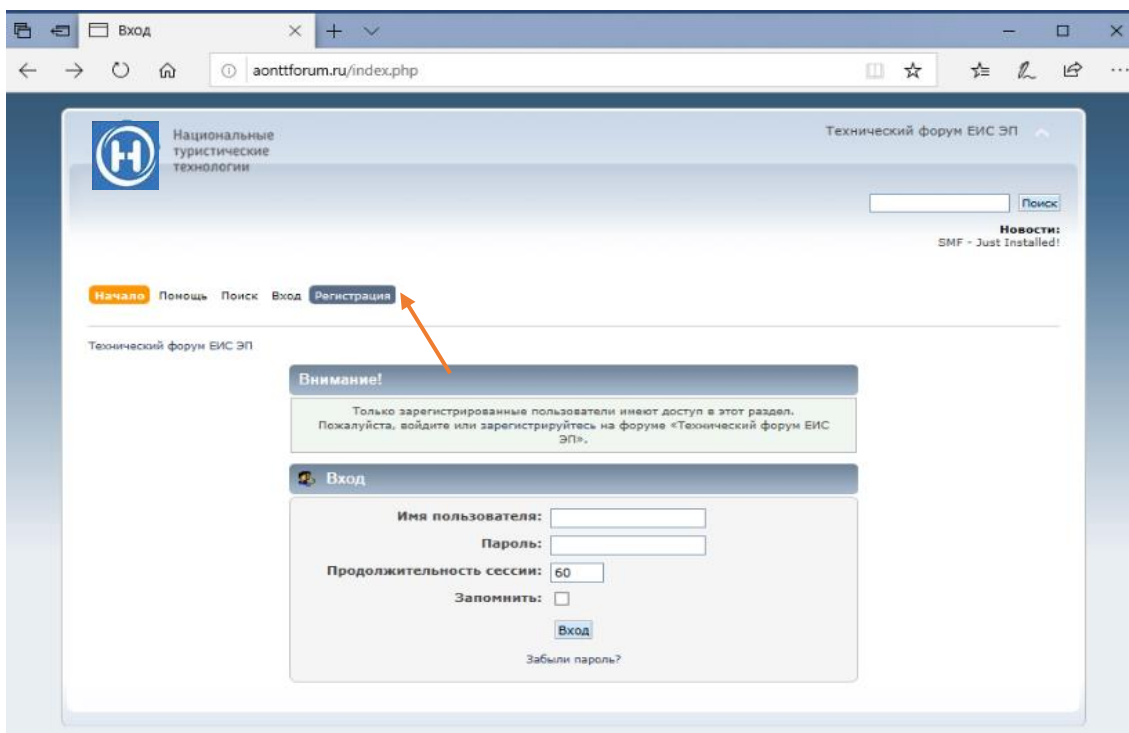 Вход
aonttforum.ru/index.php
Национальные
туристические
технологии
Технический форум ЕИС ЭП
Поиск
Новости:
SMF - Just Installed!
Начало Помощь Поиск Вход Регистрация
Технический форум ЕИС ЭП
Внимание!
Только зарегистрированные пользователи имеют доступ в этот раздел.
Пожалуйста, войдите или зарегистрируйтесь на форуме «Технический форум ЕИС
ЭП».
Вход
Имя пользователя:
Пароль:
Продолжительность сессии: 60
Запомнить:
Вход
Забыли пароль?